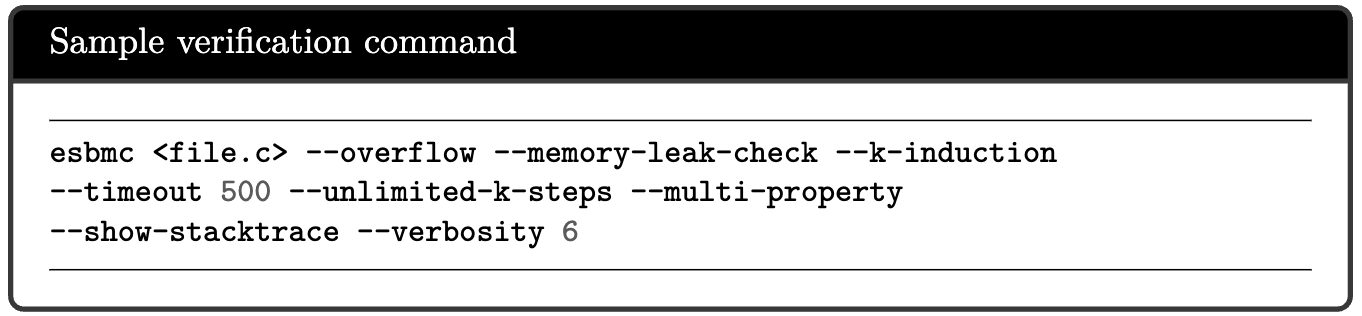 Sample verification command
esbmc <file.c> --overflow --memory-leak-check --k-induction
--timeout 500 --unlimited-k-steps --multi-property
--show-stacktrace --verbosity 6